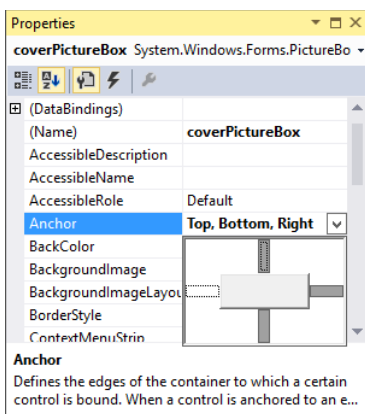 Properties
coverPictureBox System.Windows.Forms.PictureBo
(DataBindings)
(Name) coverPictureBox
AccessibleDescription
AccessibleName
AccessibleRole Default
Anchor Top, Bottom, Right
BackColor
BackgroundImage
BackgroundImageLayou
BorderStyle
ContextMenuStrip
Anchor
Defines the edges of the container to which a certain
control is bound. When a control is anchored to an e...